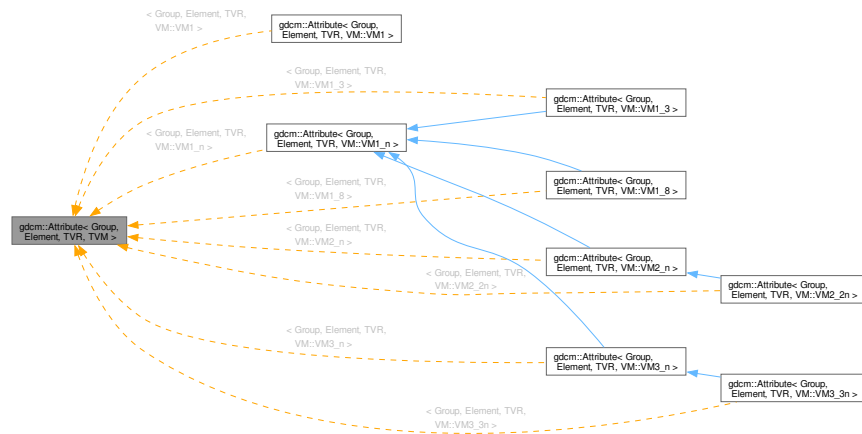 < Group, Element, TVR,
VM::VM1 >
gdcm::Attribute< Group,
Element, TVR, VM::VM1 >
< Group, Element, TVR,
VM::VM1_3 >
gdcm::Attribute< Group,
Element, TVR, VM::VM1_3 >
< Group, Element, TVR,
VM::VM1_n >
gdcm::Attribute< Group,
Element, TVR, VM::VM1_n >
< Group, Element, TVR,
VM::VM1_8 >
gdcm::Attribute< Group,
Element, TVR, VM::VM1_8 >
gdcm::Attribute< Group,
Element, TVR, TVM >
< Group, Element, TVR,
VM::VM2_n >
gdcm::Attribute< Group,
Element, TVR, VM::VM2_n >
< Group, Element, TVR,
VM::VM2_2n >
gdcm::Attribute< Group,
Element, TVR, VM::VM2_2n >
< Group, Element, TVR,
VM::VM3_n >
gdcm::Attribute< Group,
Element, TVR, VM::VM3_n >
gdcm::Attribute< Group,
Element, TVR, VM::VM3_3n >
< Group, Element, TVR,
VM::VM3_3n >